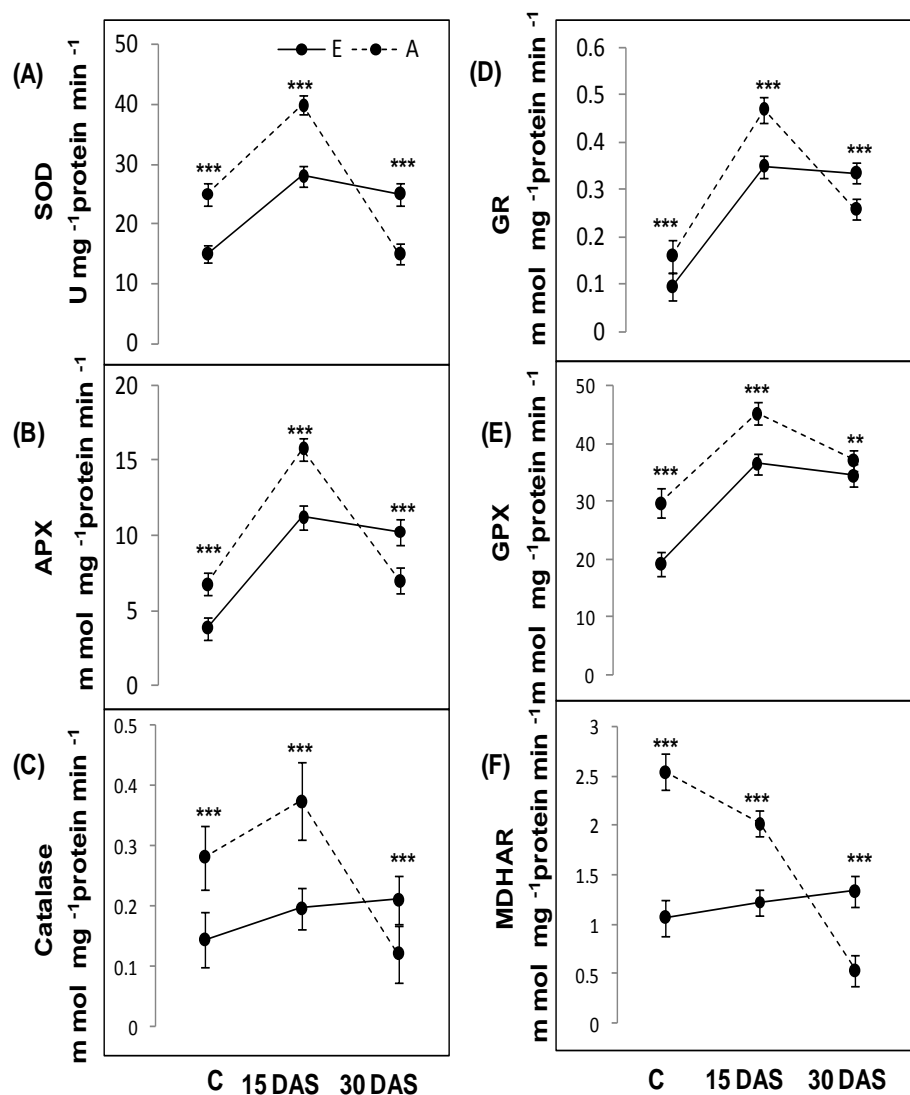 (A)
SOD
U mg -1protein min -1
50
40
30
20
10
0
E A
***
***
***
(B)
APX
m mol mg -1protein min -1
20
15
10
5
0
***
***
***
(C)
Catalase
m mol mg -1protein min -1
0.5
0.4
0.3
0.2
0.1
0
***
***
***
C 15 DAS 30 DAS
(D)
GR
m mol mg -1protein min -1
0.6
0.5
0.4
0.3
0.2
0.1
0
***
***
***
(E)
GPX
m mol mg -1protein min -1
50
40
30
20
10
0
***
***
**
(F)
MDHAR
m mol mg -1protein min -1
3
2.5
2
1.5
1
0.5
0
***
***
***
C 15 DAS 30 DAS